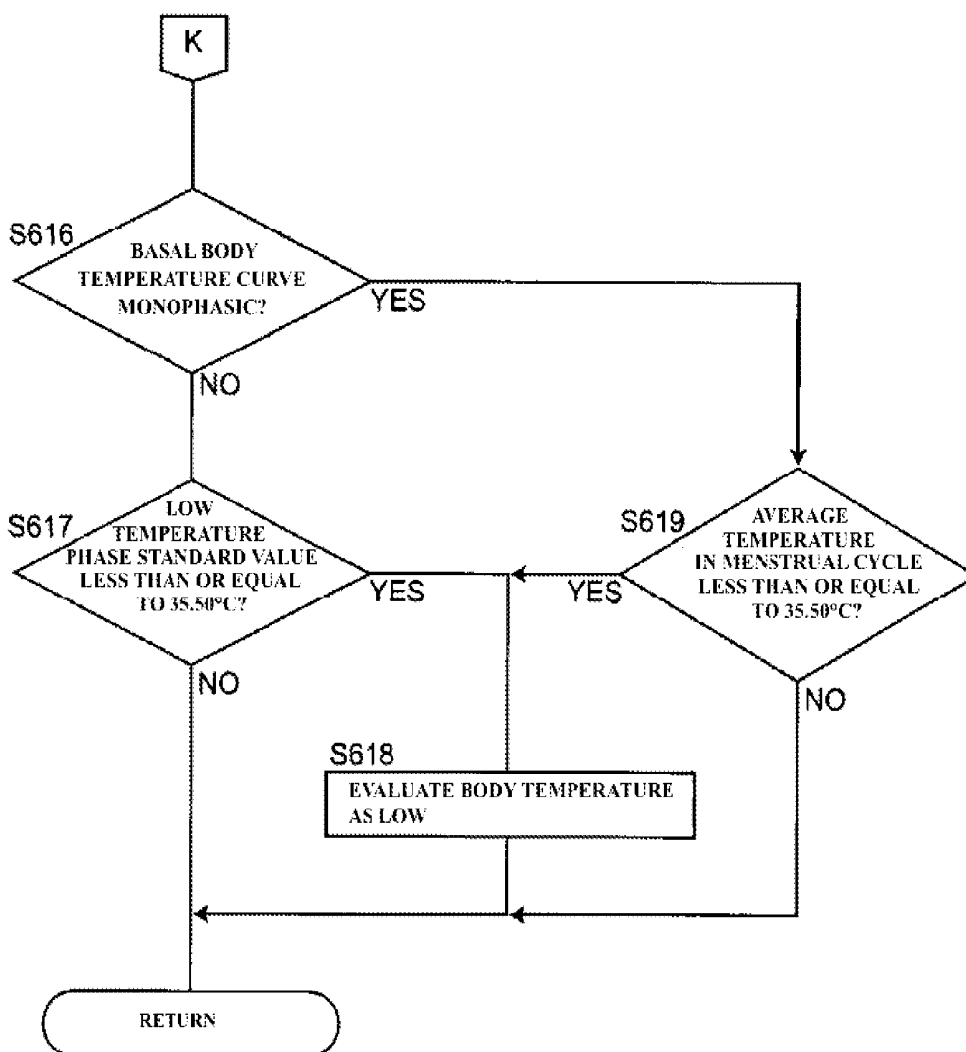 K
S616
BASAL BODY
TEMPERATURE CURVE
MONOPHASIC?
YES
NO
S617
LOW
TEMPERATURE
PHASE STANDARD VALUE
LESS THAN OR EQUAL
TO 35.50°C?
YES
NO
S619
AVERAGE
TEMPERATURE
IN MENSTRUAL CYCLE
LESS THAN OR EQUAL
TO 35.50°C?
YES
NO
S618
EVALUATE BODY TEMPERATURE
AS LOW
RETURN